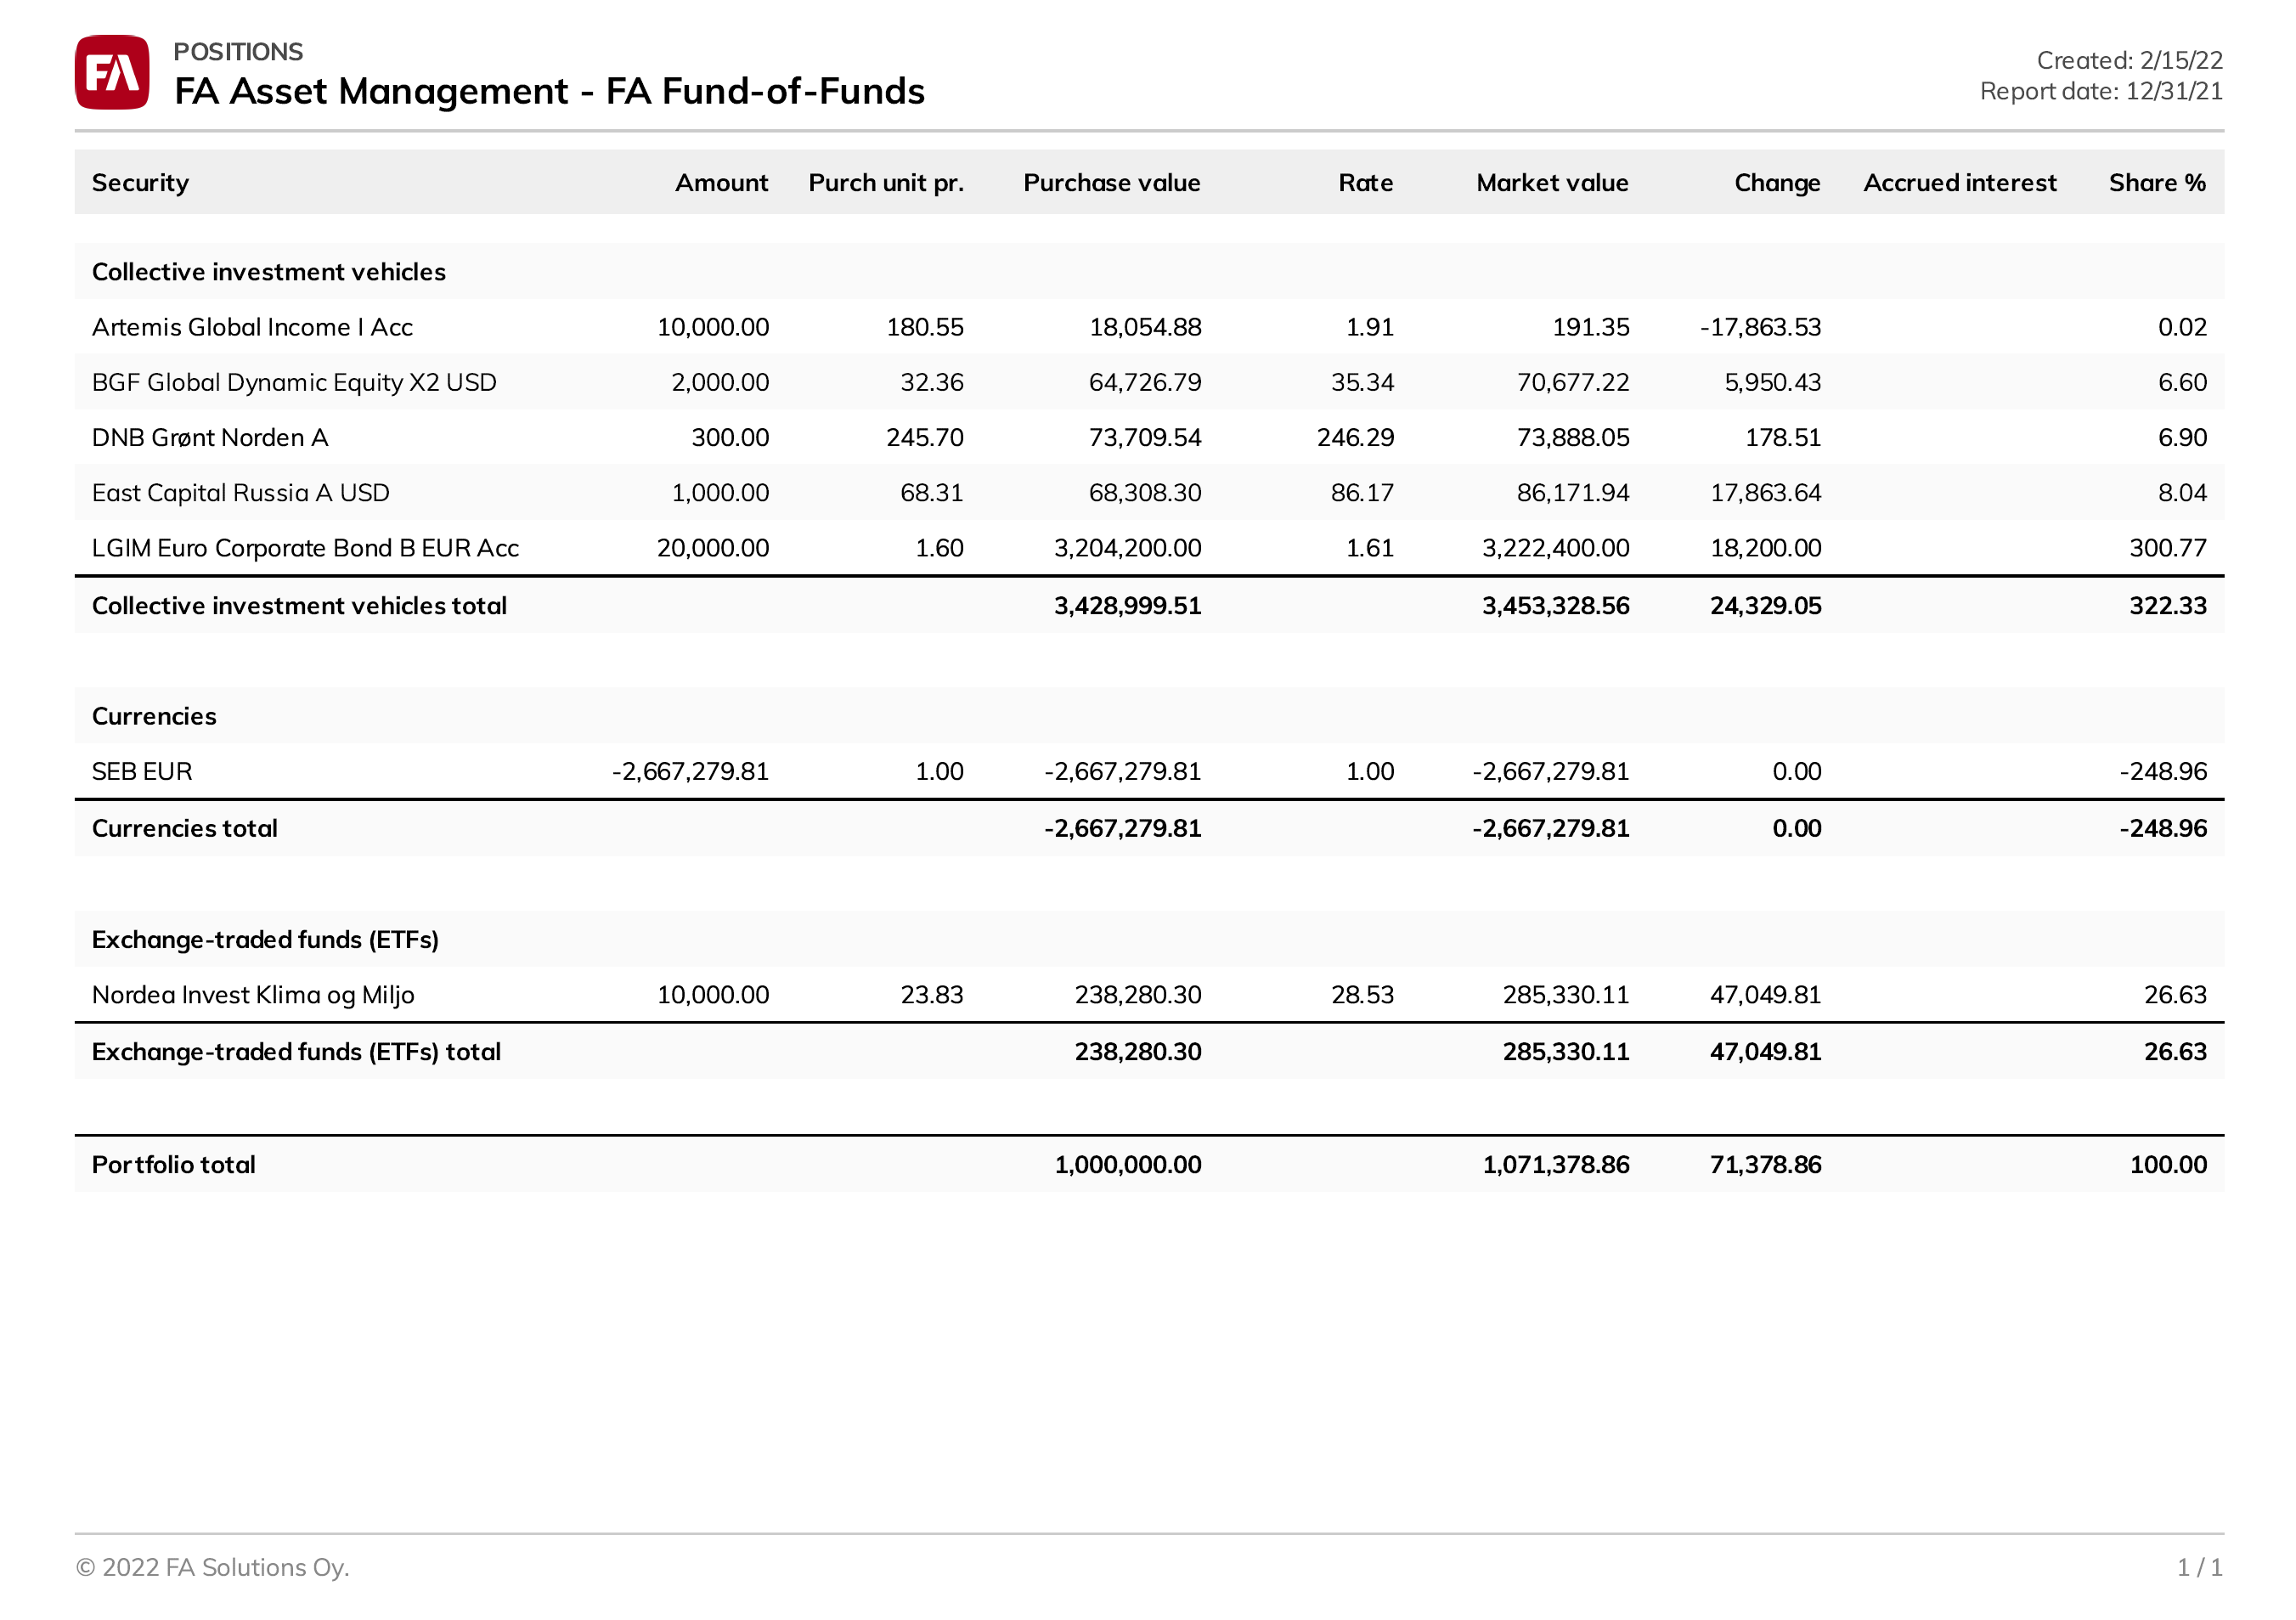 FA
POSITIONS
FA Asset Management - FA Fund-of-Funds
Created: 2/15/22
Report date: 12/31/21
Security Amount Purch unit pr. Purchase value Rate Market value Change Accrued interest Share %
Collective investment vehicles
Artemis Global Income I Acc 10,000.00 180.55 18,054.88 1.91 191.35 -17,863.53 0.02
BGF Global Dynamic Equity X2 USD 2,000.00 32.36 64,726.79 35.34 70,677.22 5,950.43 6.60
DNB Grønt Norden A 300.00 245.70 73,709.54 246.29 73,888.05 178.51 6.90
East Capital Russia A USD 1,000.00 68.31 68,308.30 86.17 86,171.94 17,863.64 8.04
LGIM Euro Corporate Bond B EUR Acc 20,000.00 1.60 3,204,200.00 1.61 3,222,400.00 18,200.00 300.77
Collective investment vehicles total 3,428,999.51 3,453,328.56 24,329.05 322.33
Currencies
SEB EUR -2,667,279.81 1.00 -2,667,279.81 1.00 -2,667,279.81 0.00 -248.96
Currencies total -2,667,279.81 -2,667,279.81 0.00 -248.96
Exchange-traded funds (ETFs)
Nordea Invest Klima og Miljo 10,000.00 23.83 238,280.30 28.53 285,330.11 47,049.81 26.63
Exchange-traded funds (ETFs) total 238,280.30 285,330.11 47,049.81 26.63
Portfolio total 1,000,000.00 1,071,378.86 71,378.86 100.00
© 2022 FA Solutions Oy.
1 / 1